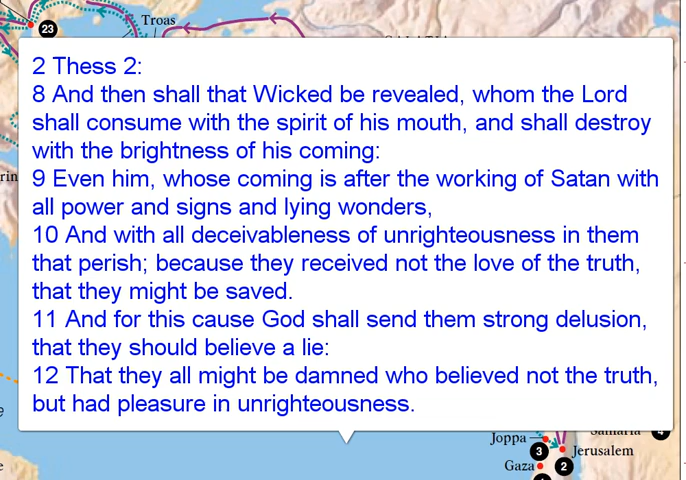 23
Troas
2 Thess 2:
8 And then shall that Wicked be revealed, whom the Lord
shall consume with the spirit of his mouth, and shall destroy
with the brightness of his coming:
9 Even him, whose coming is after the working of Satan with
all power and signs and lying wonders,
10 And with all deceivableness of unrighteousness in them
that perish; because they received not the love of the truth,
that they might be saved.
11 And for this cause God shall send them strong delusion,
that they should believe a lie:
12 That they all might be damned who believed not the truth,
but had pleasure in unrighteousness.
Joppa
3
Jerusalem
Gaza
2